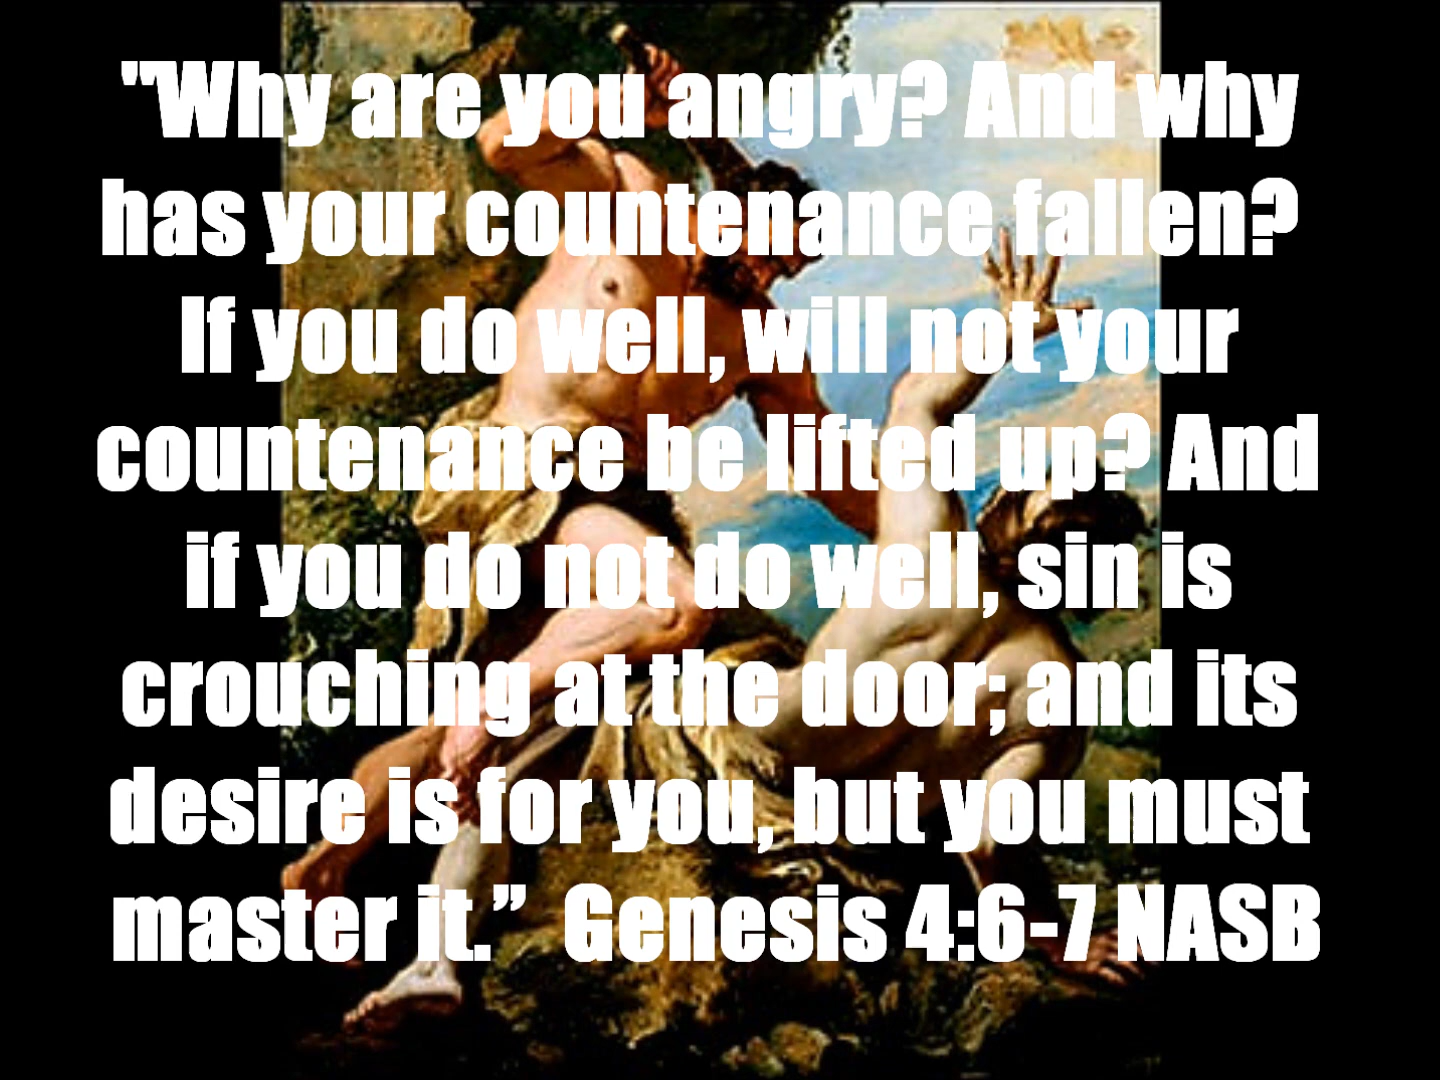 "Why are you angry? And why
has your countenance fallen?
If you do well, will not your
countenance be lifted up? And
if you do not do well, sin is
crouching at the door; and its
desire is for you, but you must
master it.” Genesis 4:6-7 NASB